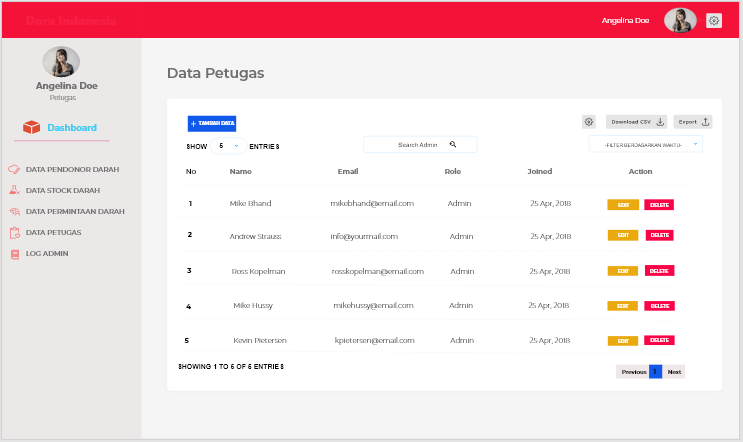 Dora Indonesia
Angelina Doe
Angelina Doe
Petugas
Dashboard
DATA PENDONOR DARAH
DATA STOCK DARAH
DATA PERMINTAAN DARAH
DATA PETUGAS
LOG ADMIN
Data Petugas
+ TAMBAH DATA
Download CSV
Export
SHOW 5 ENTRIES
Search Admin
-FILTER BERDASARKAN WAKTU-
No Name Email Role Joined Action
1 Mike Bhand mikebhand@email.com Admin 25 Apr, 2018 EDIT DELETE
2 Andrew Strauss info@yourmail.com Admin 25 Apr, 2018 EDIT DELETE
3 Ross Kopelman rosskopelman@email.com Admin 25 Apr, 2018 EDIT DELETE
4 Mike Hussy mikehussy@email.com Admin 25 Apr, 2018 EDIT DELETE
5 Kevin Pietersen kpietersen@email.com Admin 25 Apr, 2018 EDIT DELETE
SHOWING 1 TO 5 OF 5 ENTRIES
Previous 1 Next